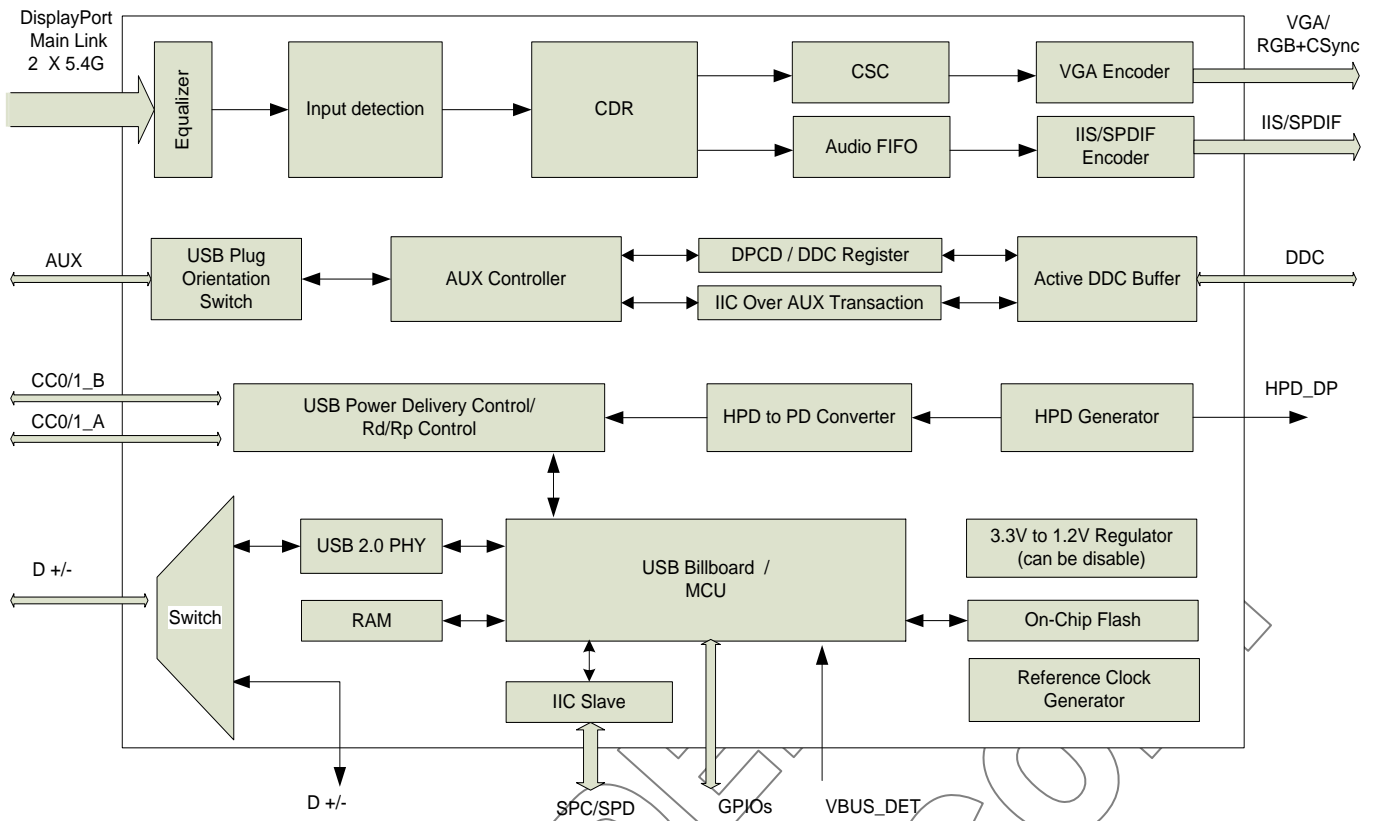 DisplayPort
Main Link
2 X 5.4G
Equalizer
Input detection
CDR
CSC
VGA Encoder
VGA/
RGB+CSync
Audio FIFO
IIS/SPDIF
Encoder
IIS/SPDIF
AUX
USB Plug
Orientation
Switch
AUX Controller
DPCD / DDC Register
IIC Over AUX Transaction
Active DDC Buffer
DDC
CC0/1_B
CC0/1_A
USB Power Delivery Control/
Rd/Rp Control
HPD to PD Converter
HPD Generator
HPD_DP
D +/-
Switch
USB 2.0 PHY
RAM
USB Billboard /
MCU
3.3V to 1.2V Regulator
(can be disable)
On-Chip Flash
Reference Clock
Generator
IIC Slave
D +/-
SPC/SPD
GPIOs
VBUS_DET